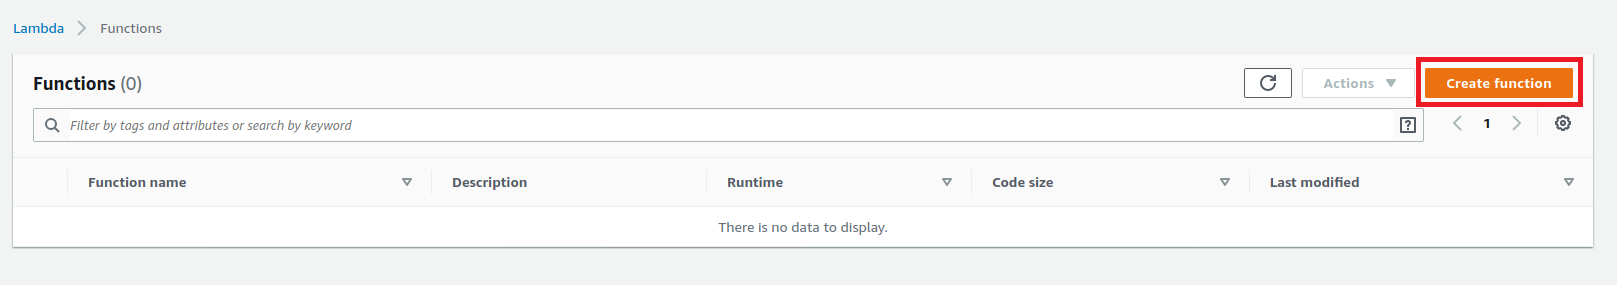 Lambda > Functions
Functions (0)
Actions
Create function
Filter by tags and attributes or search by keyword
?
1
Function name Description Runtime Code size Last modified
There is no data to display.